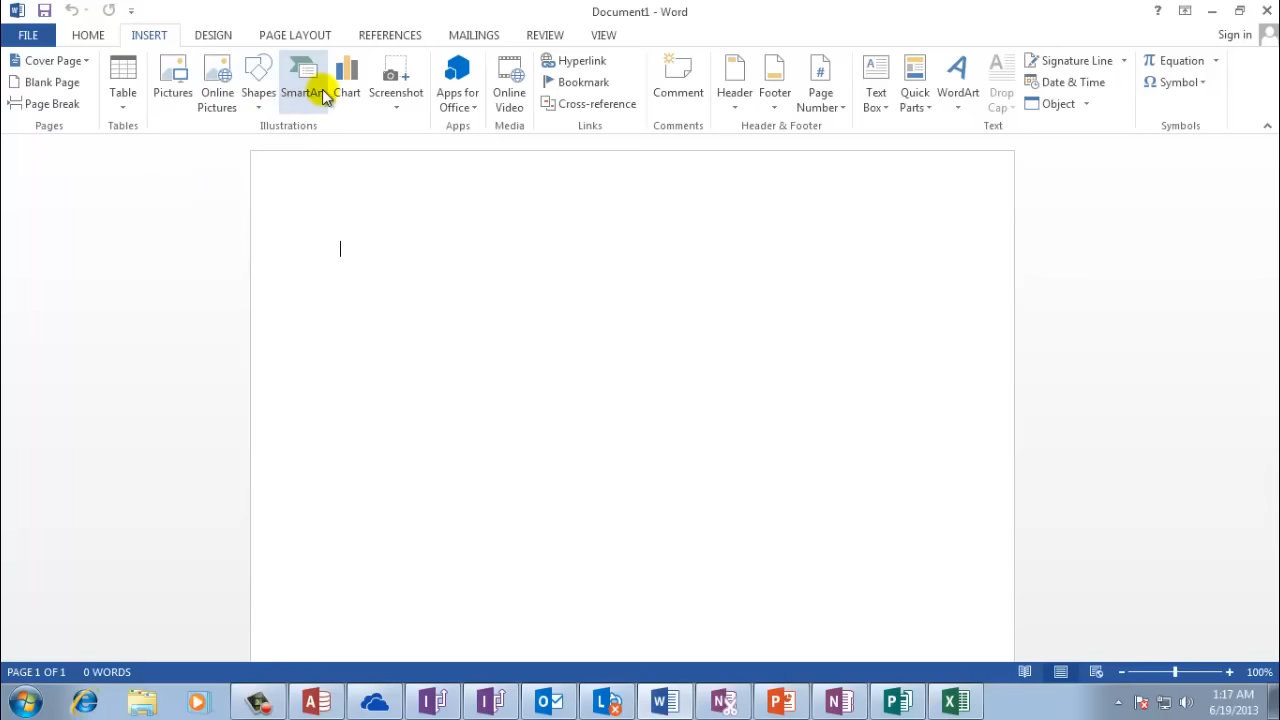 Document1 - Word
FILE HOME INSERT DESIGN PAGE LAYOUT REFERENCES MAILINGS REVIEW VIEW Sign in
Cover Page
Blank Page
Page Break
Pages
Table
Tables
Pictures
Online Pictures
Shapes
SmartArt
Chart
Screenshot
Illustrations
Apps for Office
Apps
Online Video
Media
Hyperlink
Bookmark
Cross-reference
Links
Comment
Comments
Header
Footer
Page Number
Header & Footer
Text Box
Quick Parts
WordArt
Drop Cap
Signature Line
Date & Time
Object
Text
Equation
Symbol
Symbols
PAGE 1 OF 1 0 WORDS 100%
1:17 AM
6/19/2013